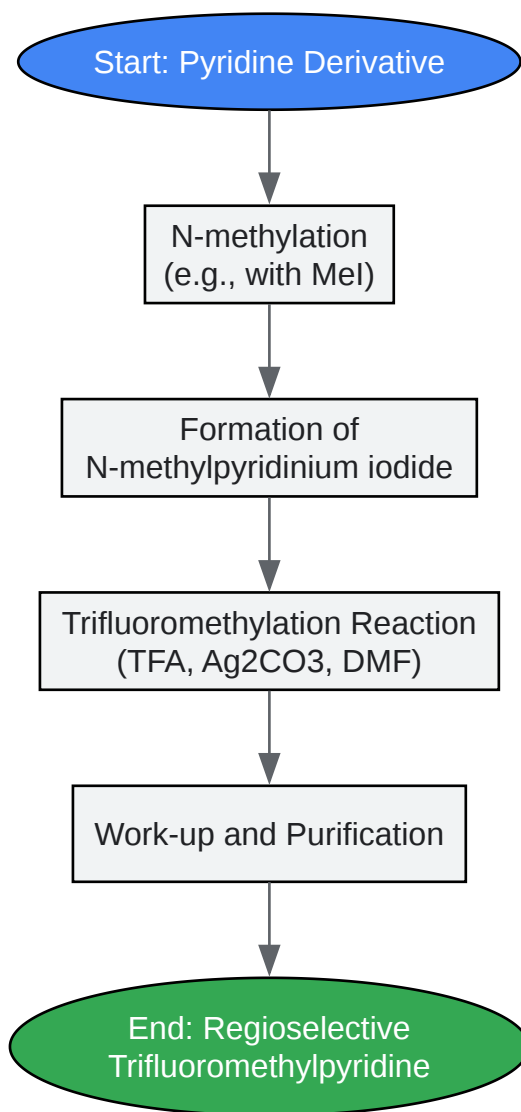 Start: Pyridine Derivative
N-methylation
(e.g., with MeI)
Formation of
N-methylpyridinium iodide
Trifluoromethylation Reaction
(TFA, Ag2CO3, DMF)
Work-up and Purification
End: Regioselective
Trifluoromethylpyridine